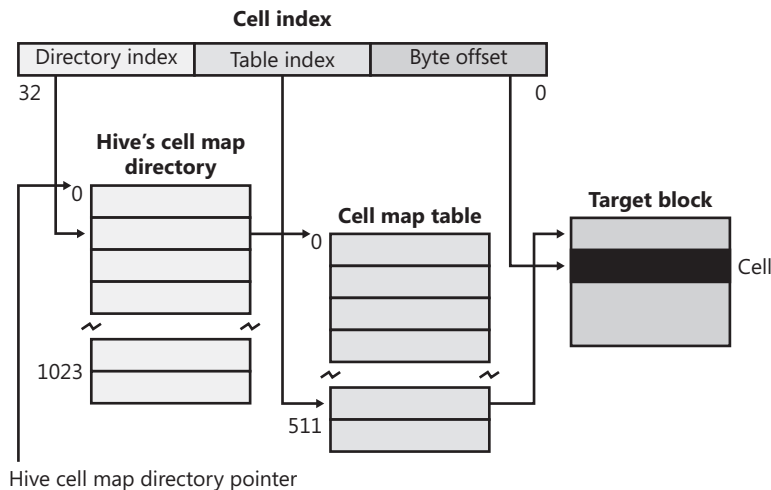 Cell index
Directory index
Table index
Byte offset
32
0
Hive's cell map
directory
0
Cell map table
0
Target block
Cell
1023
511
Hive cell map directory pointer